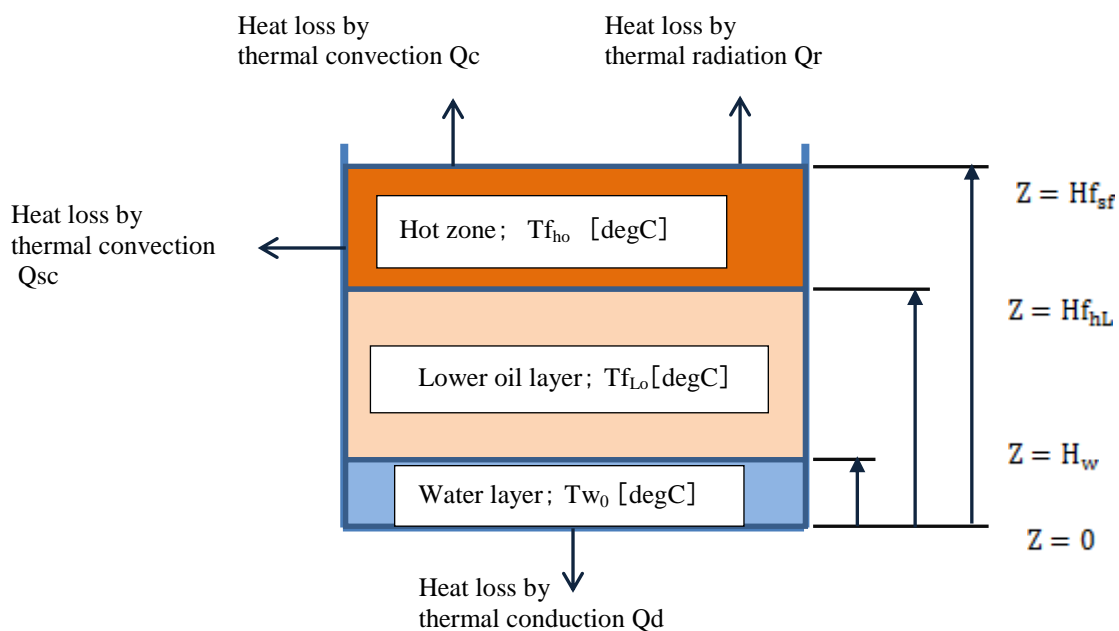 Heat loss by
thermal convection Qc
Heat loss by
thermal radiation Qr
Heat loss by
thermal convection
Qsc
Hot zone; Tf_ho [degC]
Z = Hf_sf
Z = Hf_hL
Lower oil layer; Tf_Lo[degC]
Z = H_w
Water layer; Tw_0 [degC]
Z = 0
Heat loss by
thermal conduction Qd